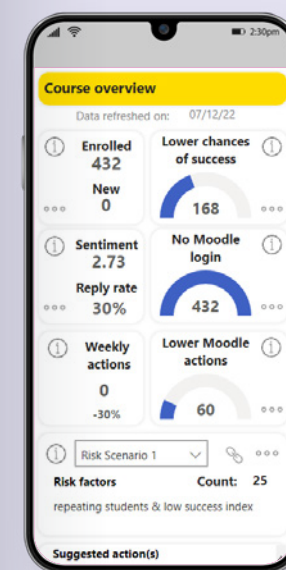 2:30pm
Course overview
Data refreshed on: 07/12/22
Enrolled
432
New
0
Lower chances
of success
168
Sentiment
2.73
Reply rate
30%
No Moodle
login
432
Weekly
actions
0
-30%
Lower Moodle
actions
60
Risk Scenario 1
Risk factors Count: 25
repeating students & low success index
Suggested action(s)